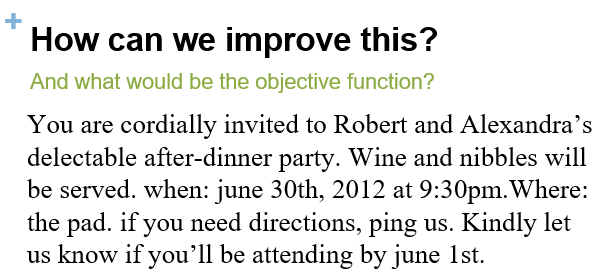 How can we improve this?
And what would be the objective function?
You are cordially invited to Robert and Alexandra’s
delectable after-dinner party. Wine and nibbles will
be served. when: june 30th, 2012 at 9:30pm.Where:
the pad. if you need directions, ping us. Kindly let
us know if you’ll be attending by june 1st.